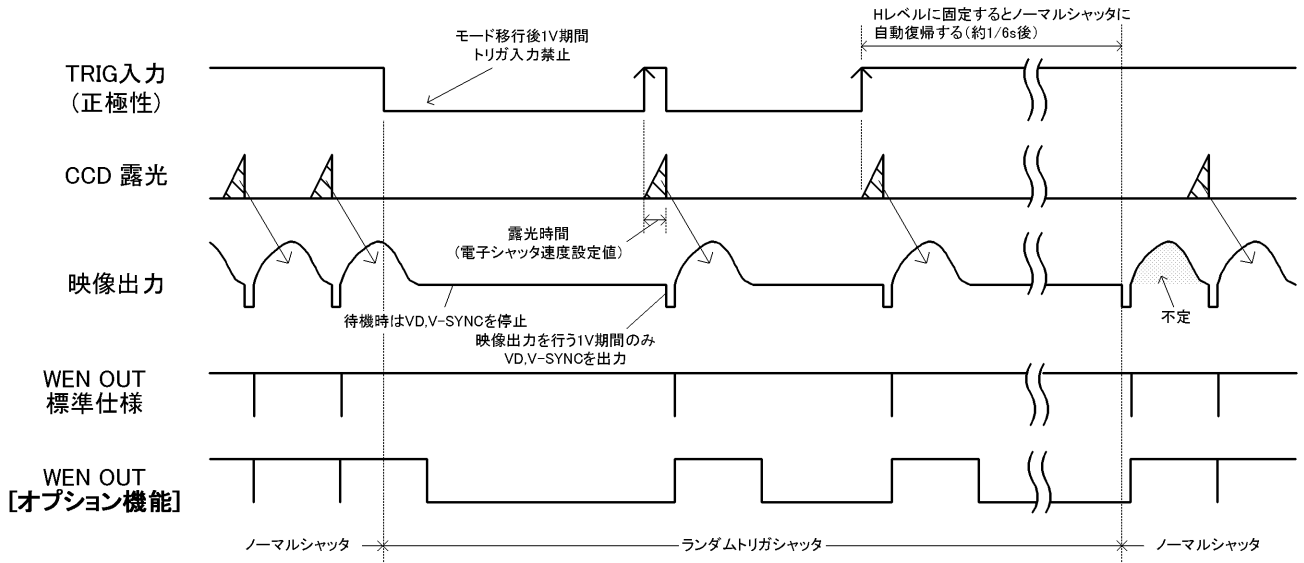 Hレベルに固定するとノーマルシャッタに
自動復帰する(約1/6s後)
モード移行後1V期間
トリガ入力禁止
TRIG入力
(正極性)
CCD 露光
露光時間
(電子シャッタ速度設定値)
映像出力
待機時はVD,V-SYNCを停止
映像出力を行う1V期間のみ
VD,V-SYNCを出力
不定
WEN OUT
標準仕様
WEN OUT
[オプション機能]
ノーマルシャッタ
ランダムトリガシャッタ
ノーマルシャッタ